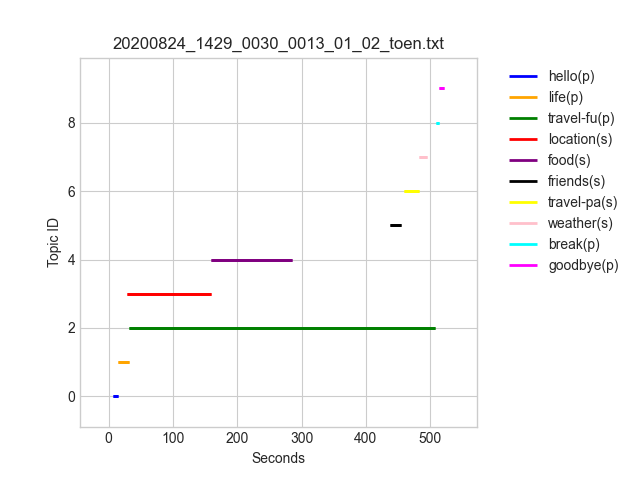 20200824_1429_0030_0013_01_02_toen.txt
hello(p)
life(p)
travel-fu(p)
location(s)
food(s)
friends(s)
travel-pa(s)
weather(s)
break(p)
goodbye(p)
Topic ID
8
6
4
2
0
0 100 200 300 400 500
Seconds